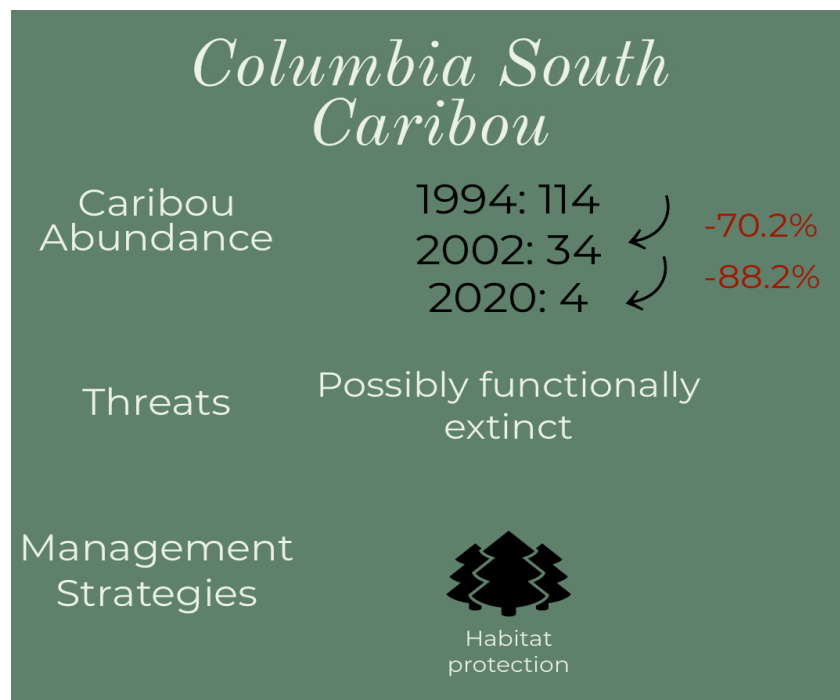 Columbia South
Caribou
Caribou
Abundance
1994: 114
2002: 34
2020: 4
-70.2%
-88.2%
Threats
Possibly functionally
extinct
Management
Strategies
Habitat
protection